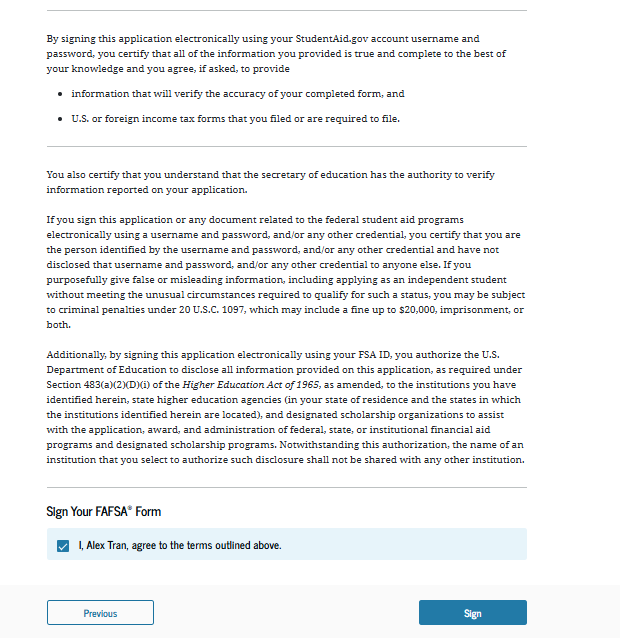 By signing this application electronically using your StudentAid.gov account username and
password, you certify that all of the information you provided is true and complete to the best of
your knowledge and you agree, if asked, to provide
• information that will verify the accuracy of your completed form, and
• U.S. or foreign income tax forms that you filed or are required to file.
You also certify that you understand that the secretary of education has the authority to verify
information reported on your application.
If you sign this application or any document related to the federal student aid programs
electronically using a username and password, and/or any other credential, you certify that you are
the person identified by the username and password, and/or any other credential and have not
disclosed that username and password, and/or any other credential to anyone else. If you
purposefully give false or misleading information, including applying as an independent student
without meeting the unusual circumstances required to qualify for such a status, you may be subject
to criminal penalties under 20 U.S.C. 1097, which may include a fine up to $20,000, imprisonment, or
both.
Additionally, by signing this application electronically using your FSA ID, you authorize the U.S.
Department of Education to disclose all information provided on this application, as required under
Section 483(a)(2)(D)(i) of the Higher Education Act of 1965, as amended, to the institutions you have
identified herein, state higher education agencies (in your state of residence and the states in which
the institutions identified herein are located), and designated scholarship organizations to assist
with the application, award, and administration of federal, state, or institutional financial aid
programs and designated scholarship programs. Notwithstanding this authorization, the name of an
institution that you select to authorize such disclosure shall not be shared with any other institution.
Sign Your FAFSA® Form
I, Alex Tran, agree to the terms outlined above.
Previous
Sign